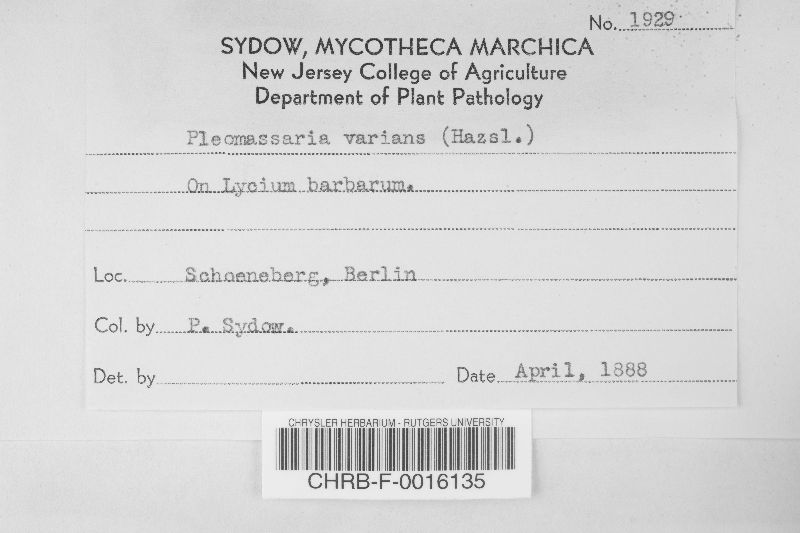 No. 1929
SYDOW, MYCOTHECA MARCHICA
New Jersey College of Agriculture
Department of Plant Pathology
Pleomassaria varians (Hazsl.)
On Lycium barbarum.
Loc. Schoeneberg, Berlin
Col. by P. Sydow.
Det. by Date April, 1888
CHRYSLER HERBARIUM - RUTGERS UNIVERSITY
CHRB-F-0016135